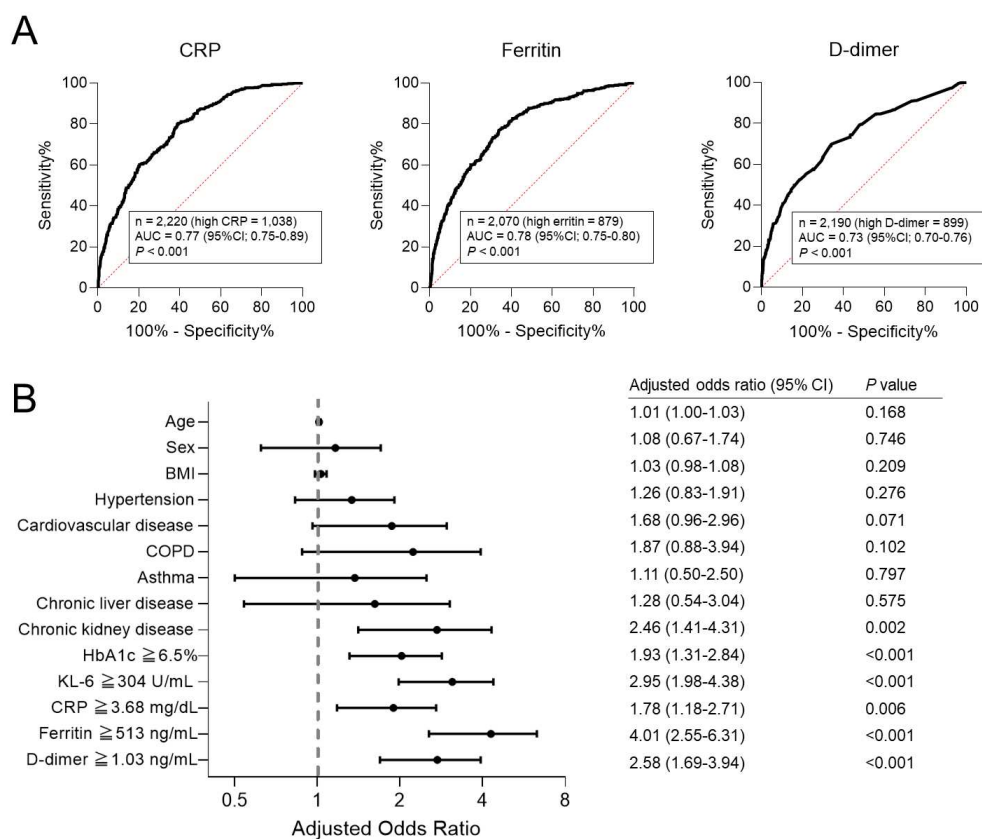 A
CRP
Ferritin
D-dimer
Sensitivity%
100
80
60
40
20
0
n = 2,220 (high CRP = 1,038)
AUC = 0.77 (95%CI; 0.75-0.89)
P < 0.001
0 20 40 60 80 100
100% - Specificity%
Sensitivity%
100
80
60
40
20
0
n = 2,070 (high erritin = 879)
AUC = 0.78 (95%CI; 0.75-0.80)
P < 0.001
0 20 40 60 80 100
100% - Specificity%
Sensitivity%
100
80
60
40
20
0
n = 2,190 (high D-dimer = 899)
AUC = 0.73 (95%CI; 0.70-0.76)
P < 0.001
0 20 40 60 80 100
100% - Specificity%
B
Adjusted odds ratio (95% CI) P value
Age 1.01 (1.00-1.03) 0.168
Sex 1.08 (0.67-1.74) 0.746
BMI 1.03 (0.98-1.08) 0.209
Hypertension 1.26 (0.83-1.91) 0.276
Cardiovascular disease 1.68 (0.96-2.96) 0.071
COPD 1.87 (0.88-3.94) 0.102
Asthma 1.11 (0.50-2.50) 0.797
Chronic liver disease 1.28 (0.54-3.04) 0.575
Chronic kidney disease 2.46 (1.41-4.31) 0.002
HbA1c ≧6.5% 1.93 (1.31-2.84) <0.001
KL-6 ≧304 U/mL 2.95 (1.98-4.38) <0.001
CRP ≧3.68 mg/dL 1.78 (1.18-2.71) 0.006
Ferritin ≧513 ng/mL 4.01 (2.55-6.31) <0.001
D-dimer ≧1.03 ng/mL 2.58 (1.69-3.94) <0.001
0.5 1 2 4 8
Adjusted Odds Ratio